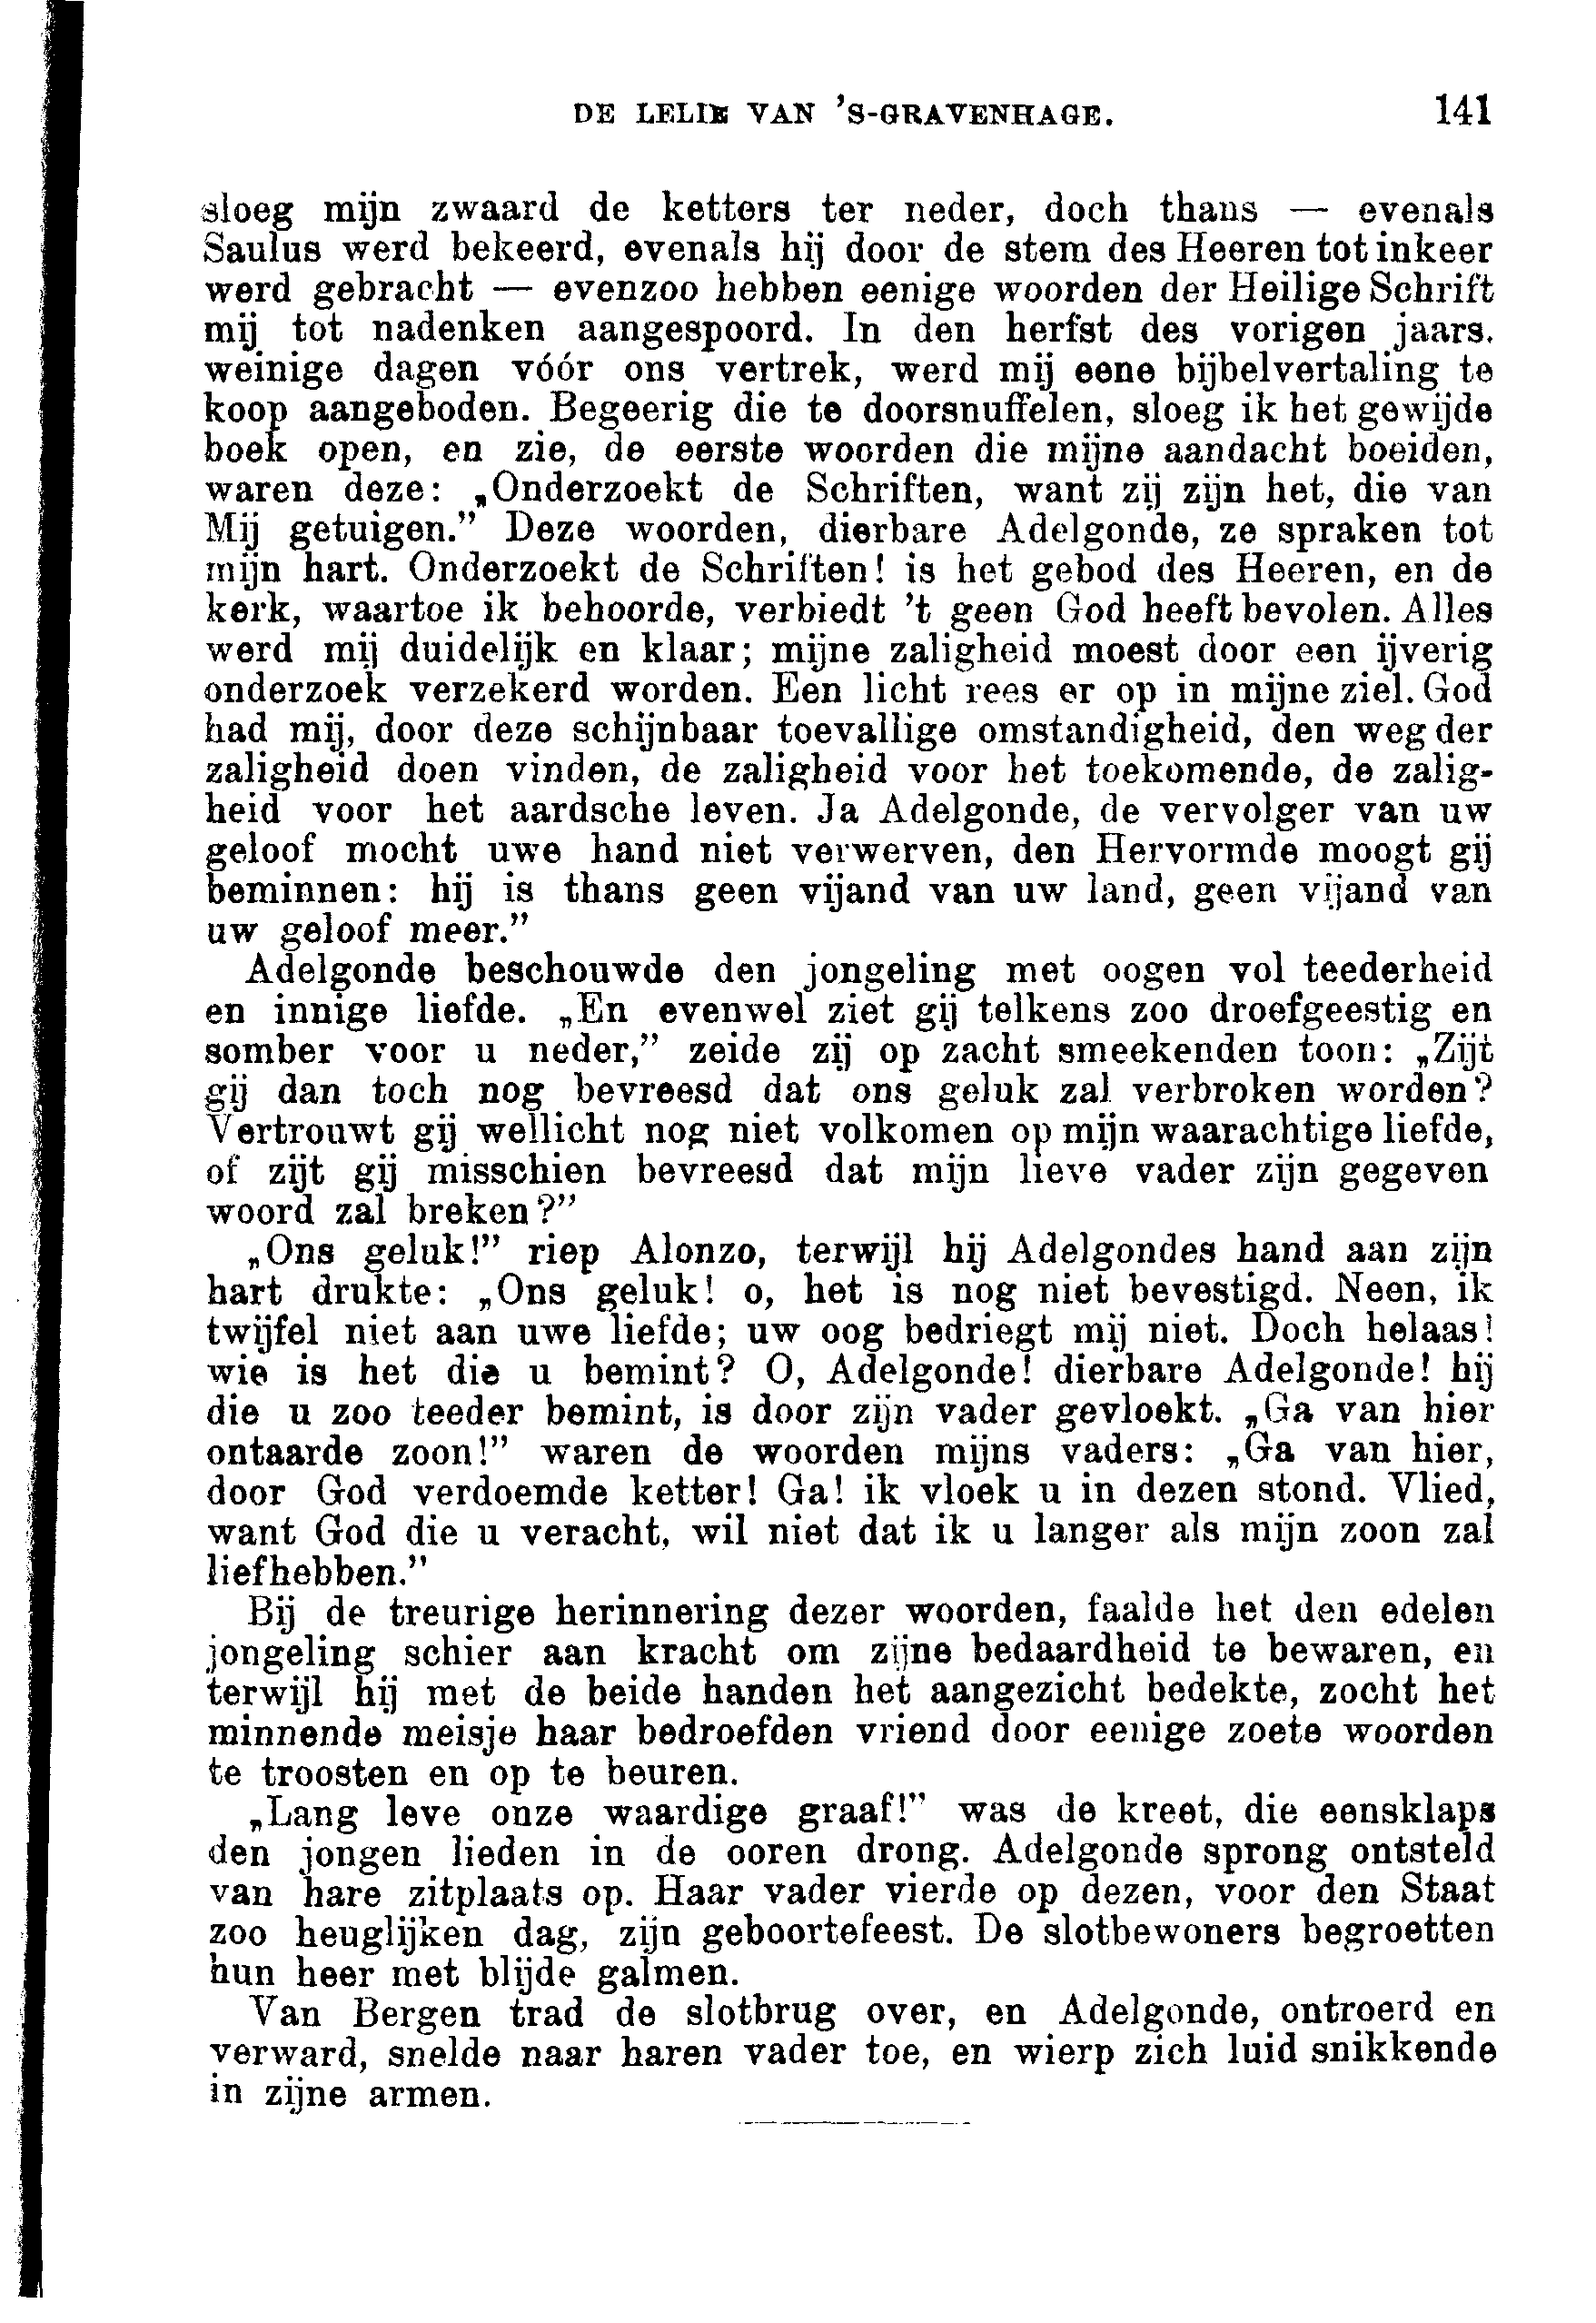 DE LELIE VAN 'S-GRAVENHAGE. 141
sloeg mijn zwaard de ketters ter neder, doch thans — evenals
Saulus werd bekeerd, evenals hij door de stem des Heeren tot inkeer
werd gebracht — evenzoo hebben eenige woorden der Heilige Schrift
mij tot nadenken aangespoord. In den herfst des vorigen jaars.
weinige dagen vóór ons vertrek, werd mij eene bijbelvertaling te
koop aangeboden. Begeerig die te doorsnuffelen, sloeg ik het gewijde
boek open, en zie, de eerste woorden die mijne aandacht boeiden,
waren deze: „Onderzoekt de Schriften, want zij zijn het, die van
Mij getuigen.” Deze woorden, dierbare Adelgonde, ze spraken tot
mijn hart. Onderzoekt de Schriften! is het gebod des Heeren, en de
kerk, waartoe ik behoorde, verbiedt 't geen God heeft bevolen. Alles
werd mij duidelijk en klaar; mijne zaligheid moest door een ijverig
onderzoek verzekerd worden. Een licht rees er op in mijne ziel. God
had mij, door deze schijnbaar toevallige omstandigheid, den weg der
zaligheid doen vinden, de zaligheid voor het toekomende, de zalig-
heid voor het aardsche leven. Ja Adelgonde, de vervolger van uw
geloof mocht uwe hand niet verwerven, den Hervormde moogt gij
beminnen: hij is thans geen vijand van uw land, geen vijand van
uw geloof meer.”
Adelgonde beschouwde den jongeling met oogen vol teederheid
en innige liefde. „En evenwel ziet gij telkens zoo droefgeestig en
somber voor u neder,” zeide zij op zacht smeekenden toon: „Zijt
gij dan toch nog bevreesd dat ons geluk zal verbroken worden?
Vertrouwt gij wellicht nog niet volkomen op mijn waarachtige liefde,
of zijt gij misschien bevreesd dat mijn lieve vader zijn gegeven
woord zal breken?”
„Ons geluk!” riep Alonzo, terwijl hij Adelgondes hand aan zijn
hart drukte: „Ons geluk! o, het is nog niet bevestigd. Neen, ik
twijfel niet aan uwe liefde; uw oog bedriegt mij niet. Doch helaas!
wie is het die u bemint? O, Adelgonde! dierbare Adelgonde! hij
die u zoo teeder bemint, is door zijn vader gevloekt. „Ga van hier
ontaarde zoon!” waren de woorden mijns vaders: „Ga van hier,
door God verdoemde ketter! Ga! ik vloek u in dezen stond. Vlied,
want God die u veracht, wil niet dat ik u langer als mijn zoon zal
liefhebben.”
Bij de treurige herinnering dezer woorden, faalde het den edelen
jongeling schier aan kracht om zijne bedaardheid te bewaren, en
terwijl hij met de beide handen het aangezicht bedekte, zocht het
minnende meisje haar bedroefden vriend door eenige zoete woorden
te troosten en op te beuren.
„Lang leve onze waardige graaf!” was de kreet, die eensklaps
den jongen lieden in de ooren drong. Adelgonde sprong ontsteld
van hare zitplaats op. Haar vader vierde op dezen, voor den Staat
zoo heuglijken dag, zijn geboortefeest. De slotbewoners begroetten
hun heer met blijde galmen.
Van Bergen trad de slotbrug over, en Adelgonde, ontroerd en
verward, snelde naar haren vader toe, en wierp zich luid snikkende
in zijne armen.